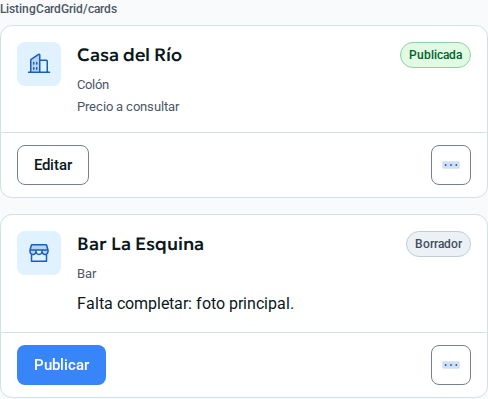 ListingCardGrid/cards
Casa del Río
Publicada
Colón
Precio a consultar
Editar
Bar La Esquina
Borrador
Bar
Falta completar: foto principal.
Publicar